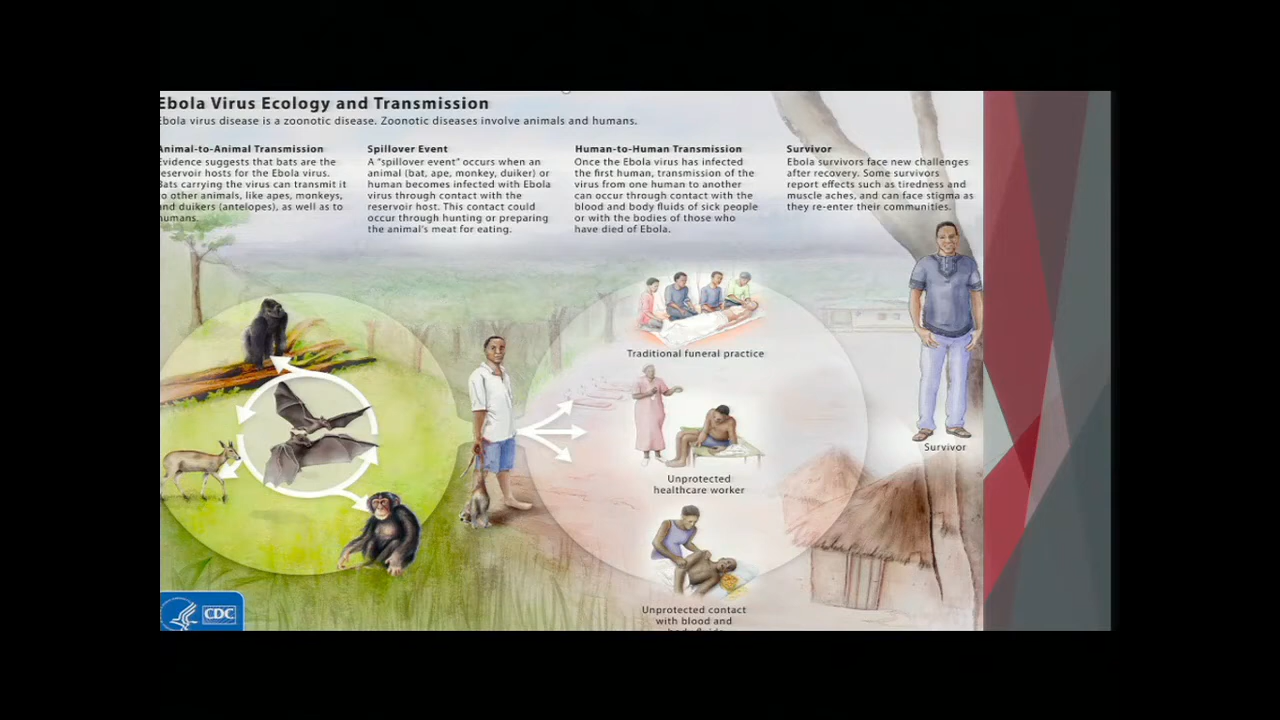 Ebola Virus Ecology and Transmission
Ebola virus disease is a zoonotic disease. Zoonotic diseases involve animals and humans.
Animal-to-Animal Transmission
Evidence suggests that bats are the
reservoir hosts for the Ebola virus.
Bats carrying the virus can transmit it
to other animals, like apes, monkeys,
and duikers (antelopes), as well as to
humans.
Spillover Event
A “spillover event” occurs when an
animal (bat, ape, monkey, duiker) or
human becomes infected with Ebola
virus through contact with the
reservoir host. This contact could
occur through hunting or preparing
the animal’s meat for eating.
Human-to-Human Transmission
Once the Ebola virus has infected
the first human, transmission of the
virus from one human to another
can occur through contact with the
blood and body fluids of sick people
or with the bodies of those who
have died of Ebola.
Survivor
Ebola survivors face new challenges
after recovery. Some survivors
report effects such as tiredness and
muscle aches, and can face stigma as
they re-enter their communities.
Traditional funeral practice
Unprotected
healthcare worker
Unprotected contact
with blood and
Survivor
CDC